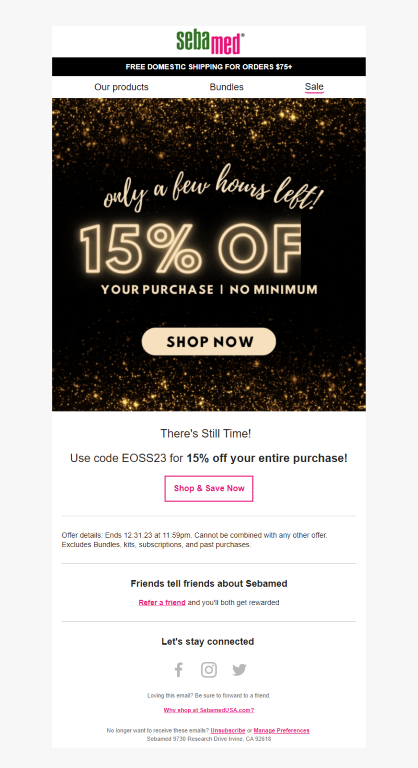 sebamed®
FREE DOMESTIC SHIPPING FOR ORDERS $75+
Our products Bundles Sale
only a few hours left!
15% OF
YOUR PURCHASE | NO MINIMUM
SHOP NOW
There's Still Time!
Use code EOSS23 for 15% off your entire purchase!
Shop & Save Now
Offer details: Ends 12.31.23 at 11:59pm. Cannot be combined with any other offer.
Excludes Bundles, kits, subscriptions, and past purchases.
Friends tell friends about Sebamed
Refer a friend and you'll both get rewarded
Let's stay connected
Loving this email? Be sure to forward to a friend.
Why shop at SebamedUSA.com?
No longer want to receive these emails? Unsubscribe or Manage Preferences.
Sebamed 9730 Research Drive Irvine, CA 92618